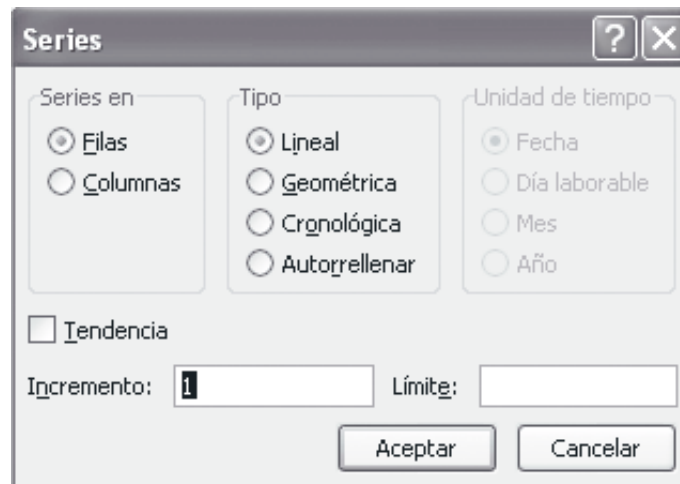 Series
Series en
Filas
Columnas
Tipo
Lineal
Geométrica
Cronológica
Autorrellenar
Unidad de tiempo
Fecha
Día laborable
Mes
Año
Tendencia
Incremento: 1
Límite:
Aceptar
Cancelar